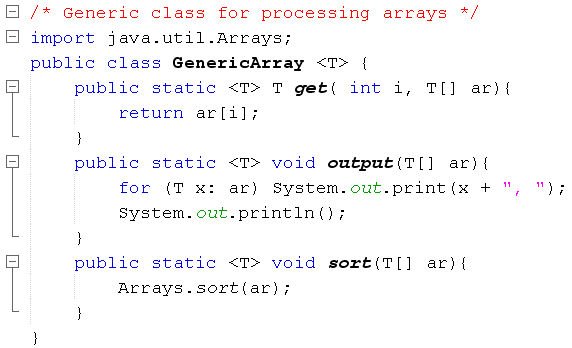 /* Generic class for processing arrays */
import java.util.Arrays;
public class GenericArray <T> {
    public static <T> T get( int i, T[] ar){
        return ar[i];
    }
    public static <T> void output(T[] ar){
        for (T x: ar) System.out.print(x + ", ");
        System.out.println();
    }
    public static <T> void sort(T[] ar){
        Arrays.sort(ar);
    }
}